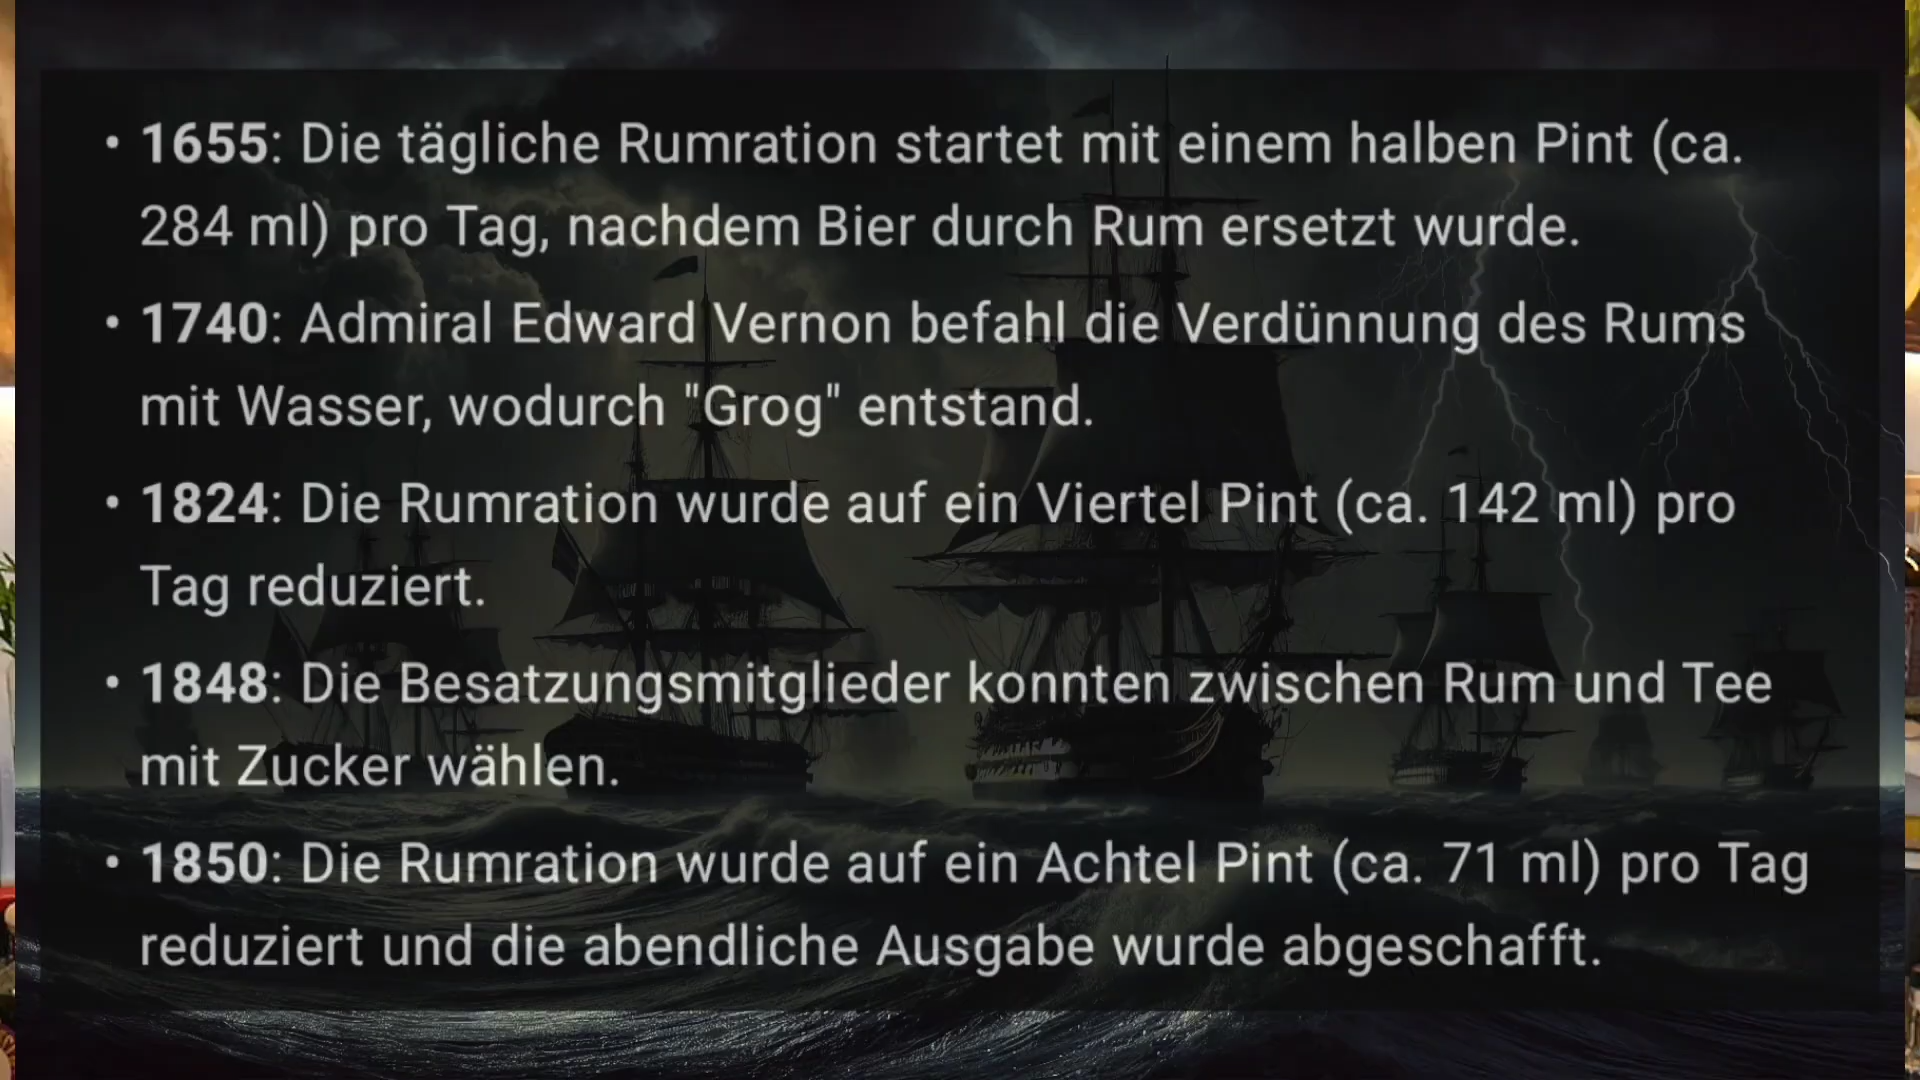 • 1655: Die tägliche Rumration startet mit einem halben Pint (ca.
284 ml) pro Tag, nachdem Bier durch Rum ersetzt wurde.
• 1740: Admiral Edward Vernon befahl die Verdünnung des Rums
mit Wasser, wodurch "Grog" entstand.
• 1824: Die Rumration wurde auf ein Viertel Pint (ca. 142 ml) pro
Tag reduziert.
• 1848: Die Besatzungsmitglieder konnten zwischen Rum und Tee
mit Zucker wählen.
• 1850: Die Rumration wurde auf ein Achtel Pint (ca. 71 ml) pro Tag
reduziert und die abendliche Ausgabe wurde abgeschafft.